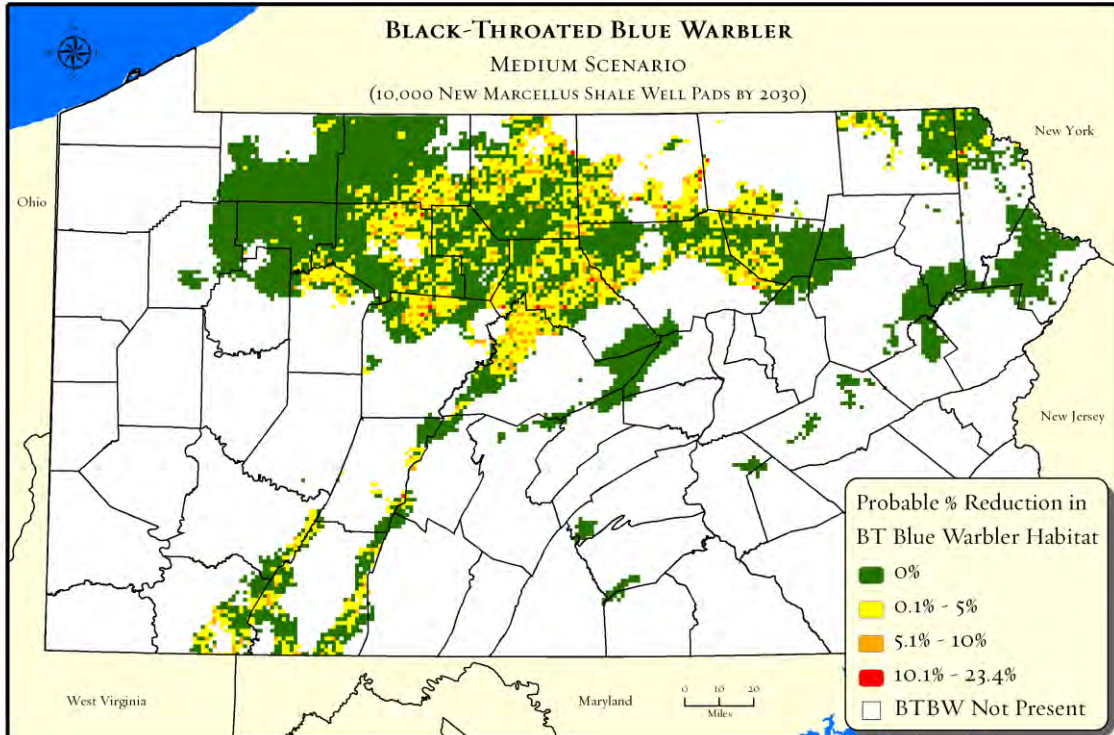 Black-Throated Blue Warbler
Medium Scenario
(10,000 New Marcellus Shale Well Pads by 2030)
New York
Ohio
New Jersey
Probable % Reduction in
BT Blue Warbler Habitat
0%
0.1% - 5%
5.1% - 10%
10.1% - 23.4%
BTBW Not Present
West Virginia
Maryland
0 10 20
Miles